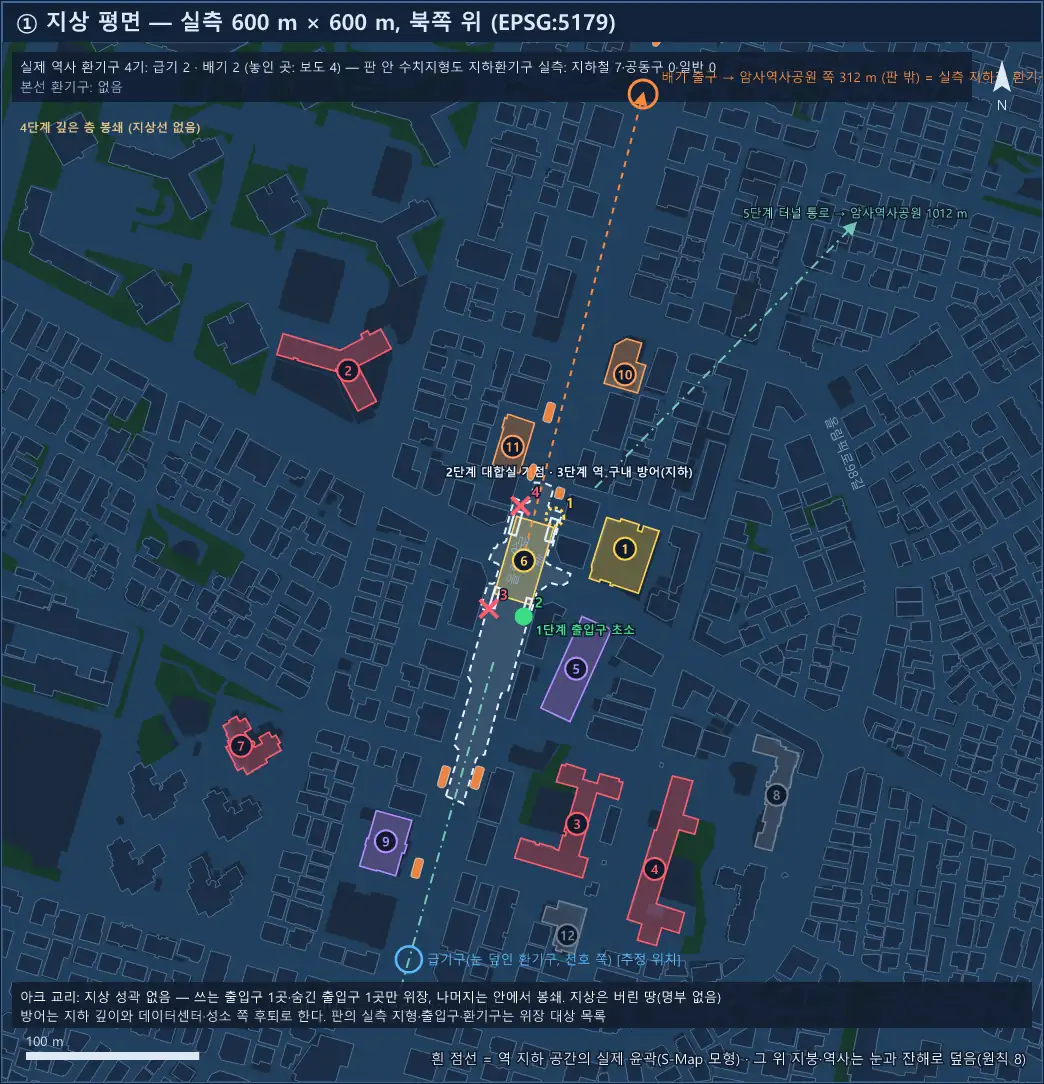 ① 지상 평면 — 실측 600 m × 600 m, 북쪽 위 (EPSG:5179)
실제 역사 환기구 4기: 급기 2 · 배기 2 (놓인 곳: 보도 4) — 판 안 수치지형도 지하환기구 실측: 지하철 7·공동구 0·일반 0
배기 출구 → 암사역사공원 쪽 312 m (판 밖) = 실측 지하철 환기구
본선 환기구: 없음
N
4단계 깊은 층 봉쇄 (지상선 없음)
5단계 터널 통로 → 암사역사공원 1012 m
2
10
올림픽로98길
11
2단계 대합실 거점 · 3단계 역 구내 방어(지하)
4
1
1
6
3
2
1단계 출입구 초소
5
7
8
3
9
4
12
급기구(눈 덮인 환기구, 선호 쪽) [추정 위치]
아크 교리: 지상 성곽 없음 — 쓰는 출입구 1곳·숨긴 출입구 1곳만 위장, 나머지는 안에서 봉쇄. 지상은 버린 땅(명부 없음)
방어는 지하 깊이와 데이터센터·성소 쪽 후퇴로 한다. 판의 실측 지형·출입구·환기구는 위장 대상 목록
100 m
흰 점선 = 역 지하 공간의 실제 윤곽(S-Map 모형) · 그 위 지붕·역사는 눈과 잔해로 덮음(원칙 8)